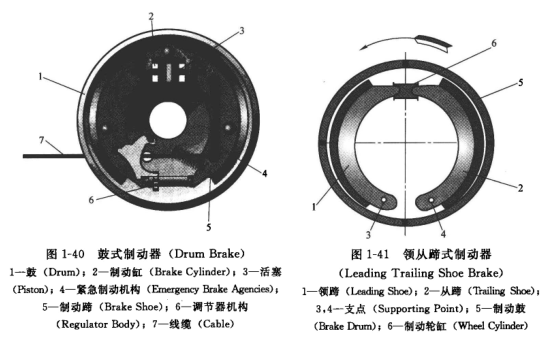 2
3
1
7
4
6
5
图 1-40 鼓式制动器 (Drum Brake)
1—鼓 (Drum); 2—制动缸 (Brake Cylinder); 3—活塞
(Piston); 4—紧急制动机构 (Emergency Brake Agencies);
5—制动蹄 (Brake Shoe); 6—调节器机构
(Regulator Body); 7—线缆 (Cable)
6
5
1
2
3
4
图 1-41 领从蹄式制动器
(Leading Trailing Shoe Brake)
1—领蹄 (Leading Shoe); 2—从蹄 (Trailing Shoe);
3,4—支点 (Supporting Point); 5—制动鼓
(Brake Drum); 6—制动轮缸 (Wheel Cylinder)